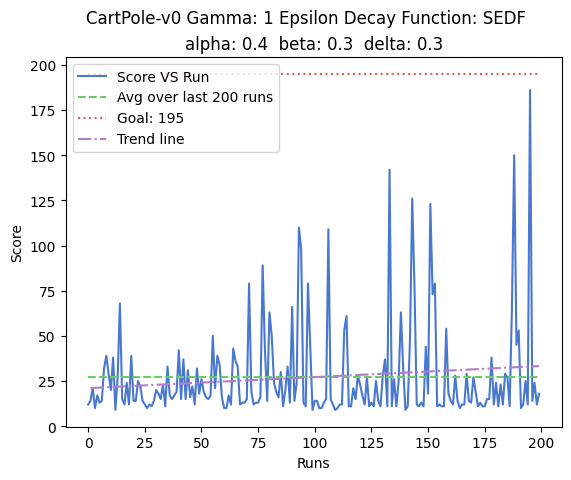 CartPole-v0 Gamma: 1 Epsilon Decay Function: SEDF
alpha: 0.4 beta: 0.3 delta: 0.3
Score VS Run
Avg over last 200 runs
Goal: 195
Trend line
200
175
150
125
100
75
50
25
0
Score
0 25 50 75 100 125 150 175 200
Runs